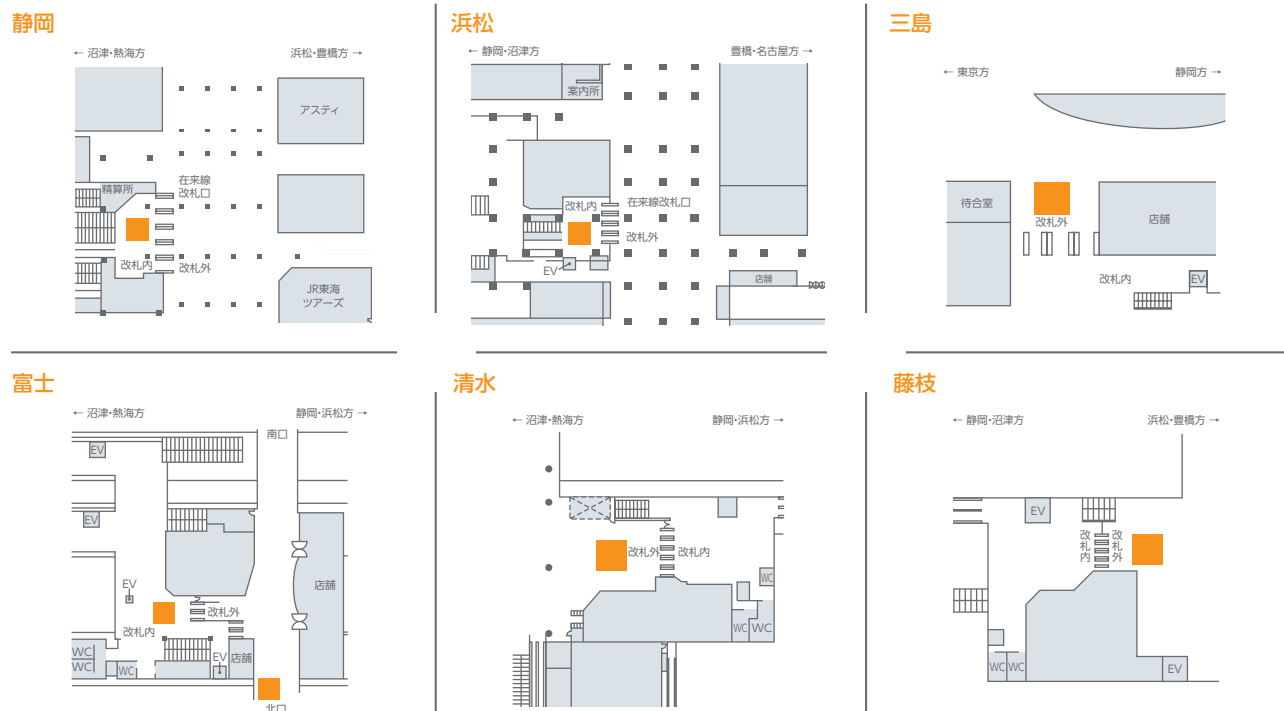 静岡
← 沼津・熱海方
浜松・豊橋方 →
アスティ
在来線
改札口
精算所
改札内
改札外
JR東海
ツアーズ
浜松
← 静岡・沼津方
豊橋・名古屋方 →
案内所
改札内
在来線改札口
改札外
EV
店舗
三島
← 東京方
静岡方 →
待合室
改札外
店舗
改札内
EV
富士
← 沼津・熱海方
静岡・浜松方 →
南口
EV
EV
EV
店舗
改札外
改札内
WC
WC
WC
EV
店舗
北口
清水
← 沼津・熱海方
静岡・浜松方 →
改札外
改札内
WC
WC
WC
藤枝
← 静岡・沼津方
浜松・豊橋方 →
EV
改札内
改札外
WC
WC
EV